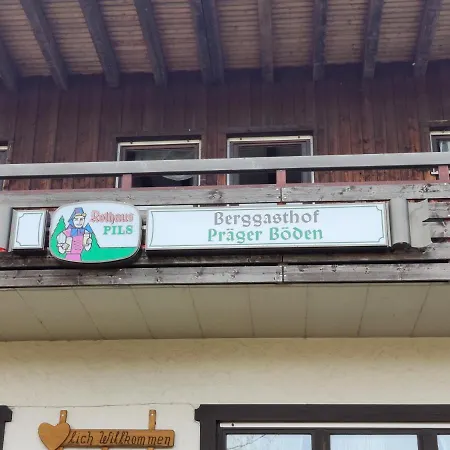 Rothaus
PILS
Berggasthof
Präger Böden
lich Willkommen